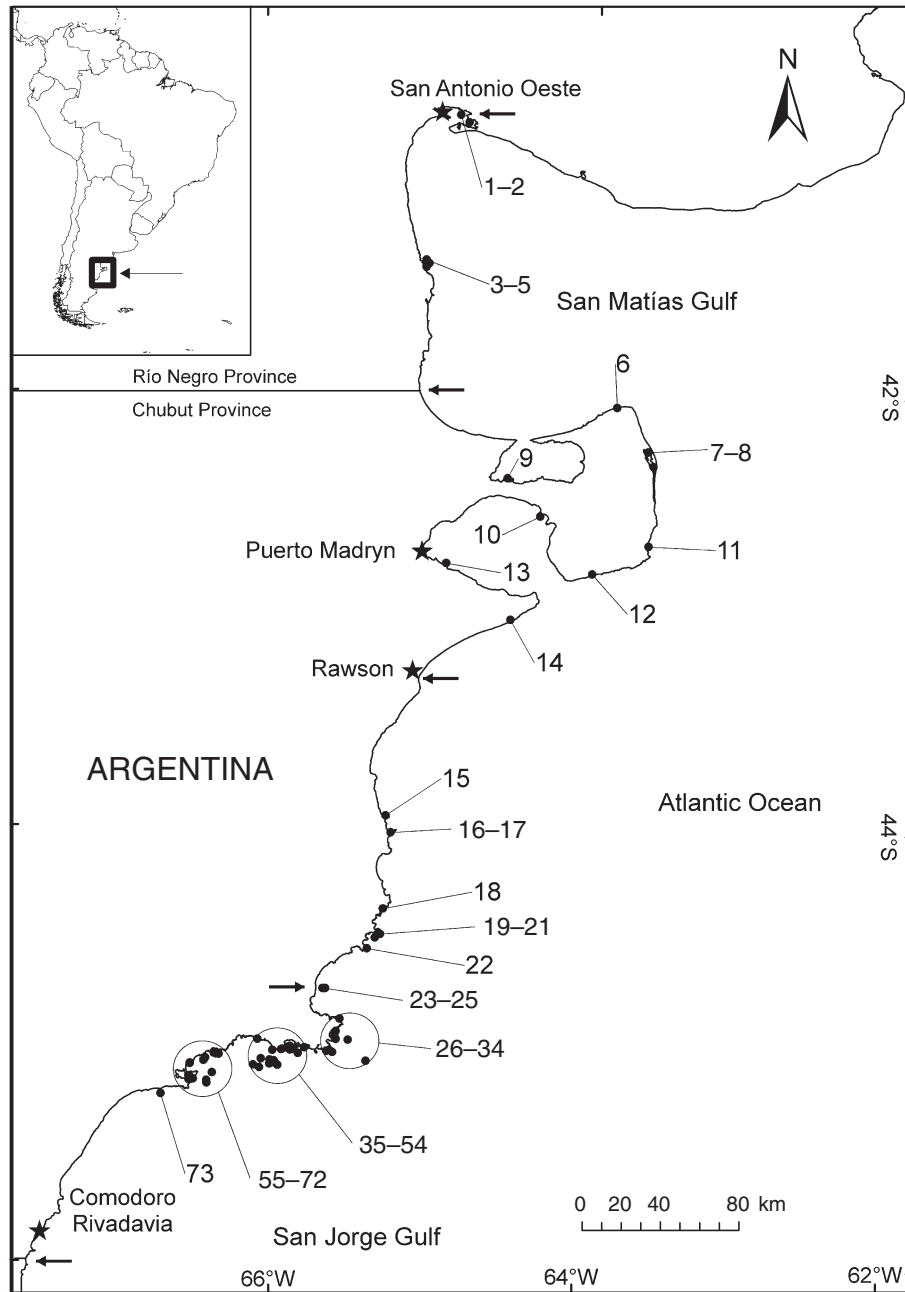 San Antonio Oeste
N
1–2
3–5
San Matías Gulf
Río Negro Province
Chubut Province
6
42°S
7–8
9
10
Puerto Madryn
13
11
12
14
Rawson
ARGENTINA
15
Atlantic Ocean
16–17
44°S
18
19–21
22
23–25
26–34
35–54
73
55–72
Comodoro
Rivadavia
San Jorge Gulf
0 20 40 80 km
66°W
64°W
62°W